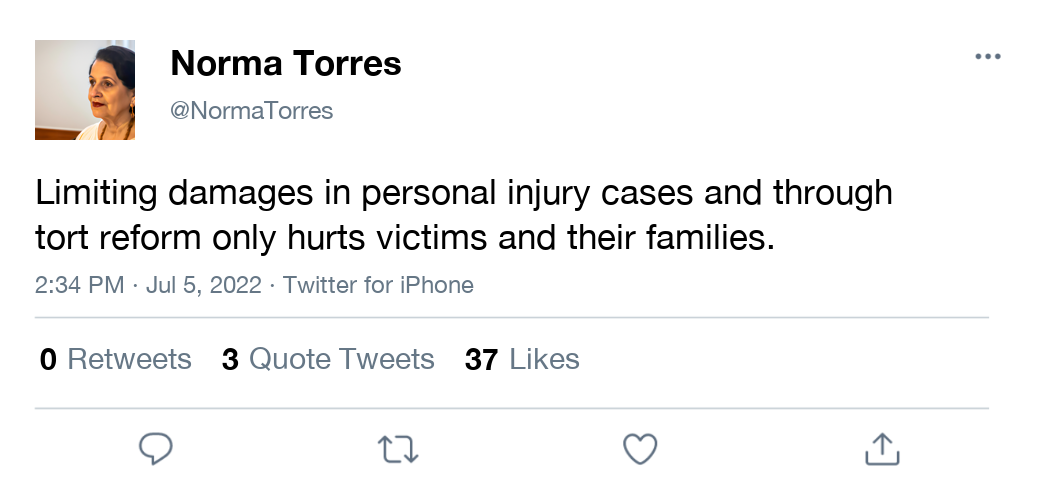 Norma Torres
@NormaTorres
Limiting damages in personal injury cases and through
tort reform only hurts victims and their families.
2:34 PM · Jul 5, 2022 · Twitter for iPhone
0 Retweets 3 Quote Tweets 37 Likes